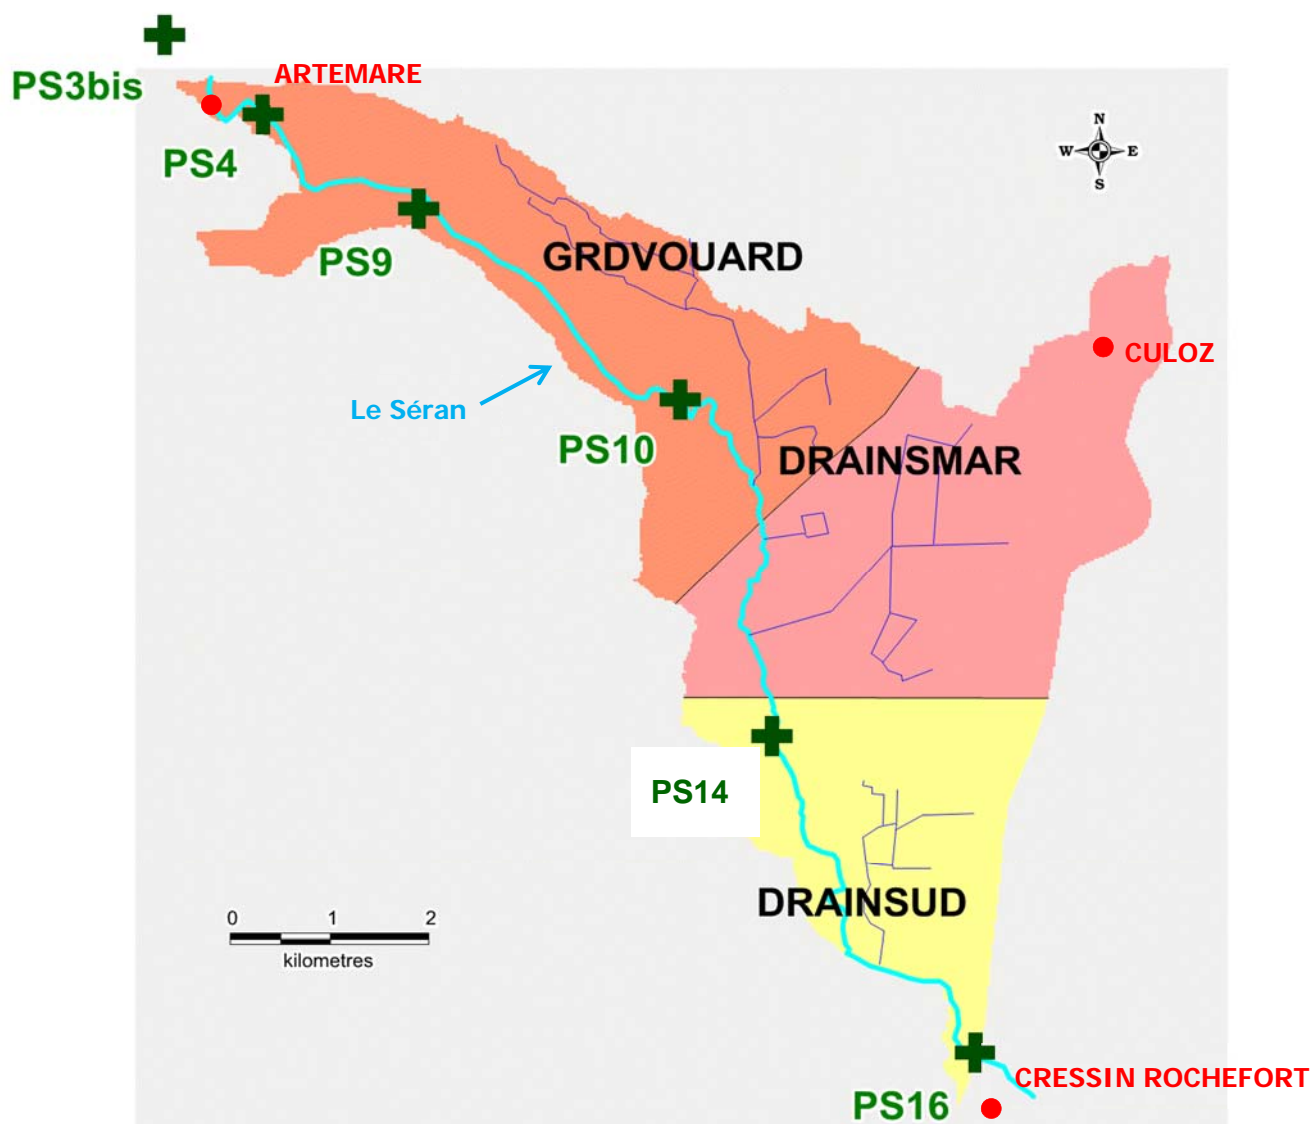 PS3bis
ARTEMARE
PS4
N
W E
S
PS9
GRDVOUARD
CULOZ
Le Séran
PS10
DRAINSMAR
PS14
DRAINSUD
0 1 2
kilometres
CRESSIN ROCHEFORT
PS16